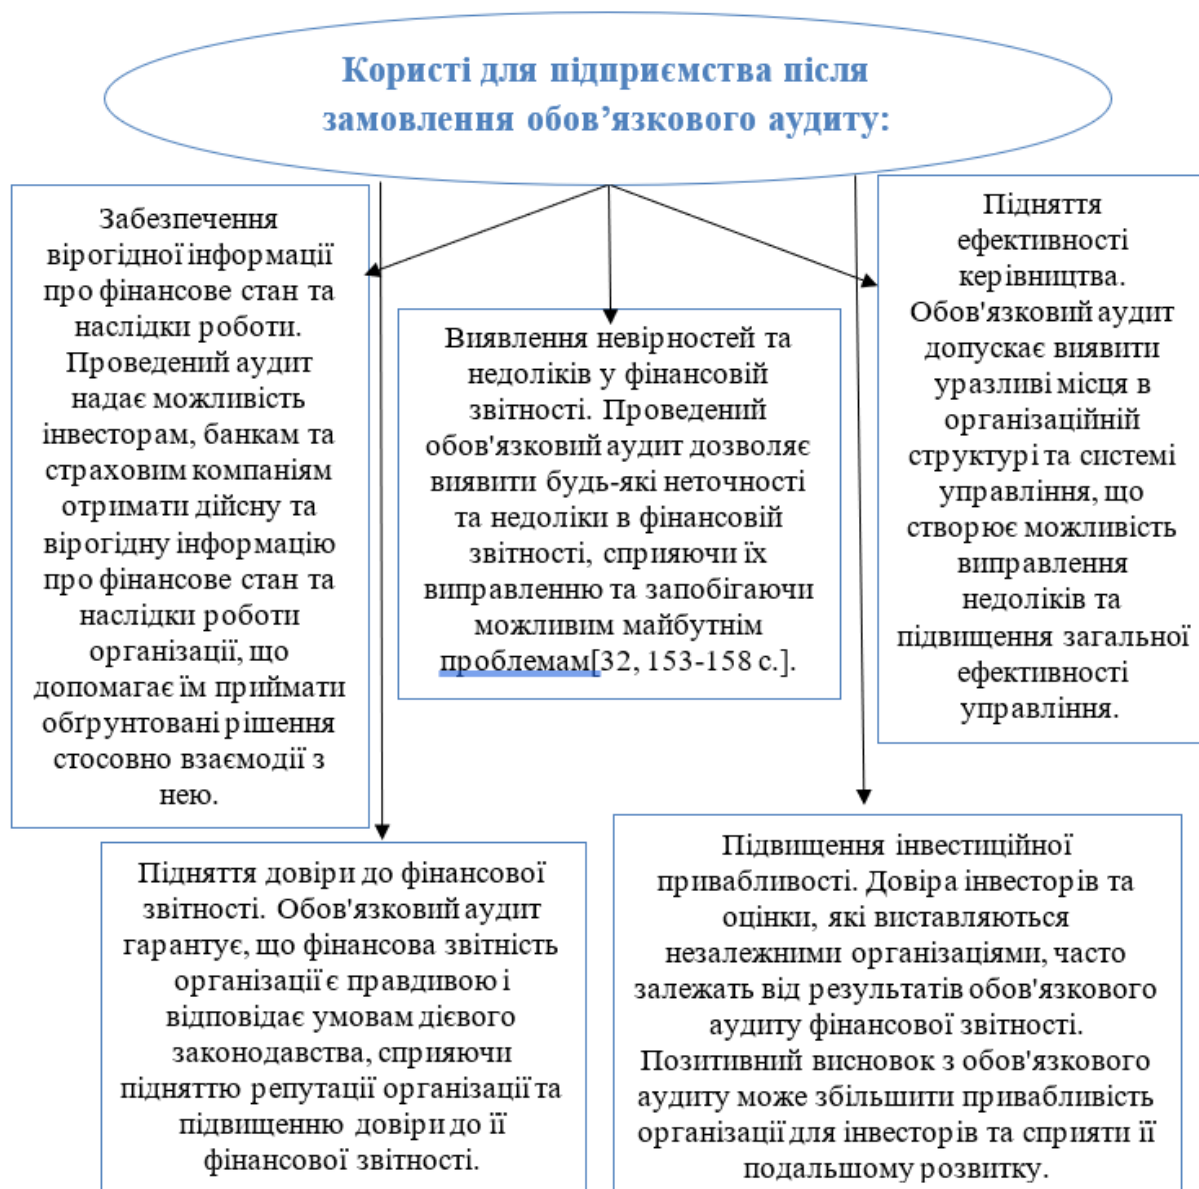 Користі для підприємства після
замовлення обов’язкового аудиту:
Забезпечення
вірогідної інформації
про фінансове стан та
наслідки роботи.
Проведений аудит
надає можливість
інвесторам, банкам та
страховим компаніям
отримати дійсну та
вірогідну інформацію
про фінансове стан та
наслідки роботи
організації, що
допомагає їм приймати
обґрунтовані рішення
стосовно взаємодії з
нею.
Виявлення невірностей та
недоліків у фінансовій
звітності. Проведений
обов'язковий аудит дозволяє
виявити будь-які неточності
та недоліки в фінансовій
звітності, сприяючи їх
виправленню та запобігаючи
можливим майбутнім
проблемам[32, 153-158 с.].
Підняття
ефективності
керівництва.
Обов'язковий аудит
допускає виявити
уразливі місця в
організаційній
структурі та системі
управління, що
створює можливість
виправлення
недоліків та
підвищення загальної
ефективності
управління.
Підняття довіри до фінансової
звітності. Обов'язковий аудит
гарантує, що фінансова звітність
організації є правдивою і
відповідає умовам дієвого
законодавства, сприяючи
підняттю репутації організації та
підвищенню довіри до її
фінансової звітності.
Підвищення інвестиційної
привабливості. Довіра інвесторів та
оцінки, які виставляються
незалежними організаціями, часто
залежать від результатів обов'язкового
аудиту фінансової звітності.
Позитивний висновок з обов'язкового
аудиту може збільшити привабливість
організації для інвесторів та сприяти її
подальшому розвитку.